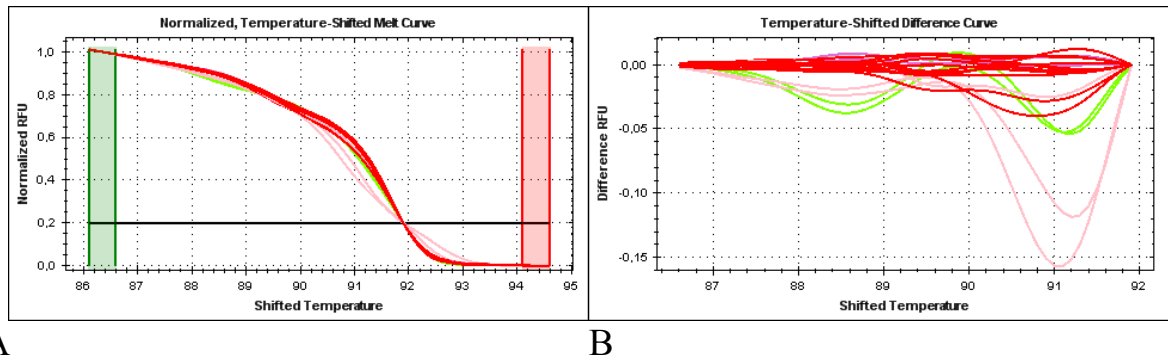 Normalized, Temperature-Shifted Melt Curve
Normalized RFU
1,0
0,8
0,6
0,4
0,2
0,0
86 87 88 89 90 91 92 93 94 95
Shifted Temperature
A
Temperature-Shifted Difference Curve
Difference RFU
0,00
-0,05
-0,10
-0,15
87 88 89 90 91 92
Shifted Temperature
B